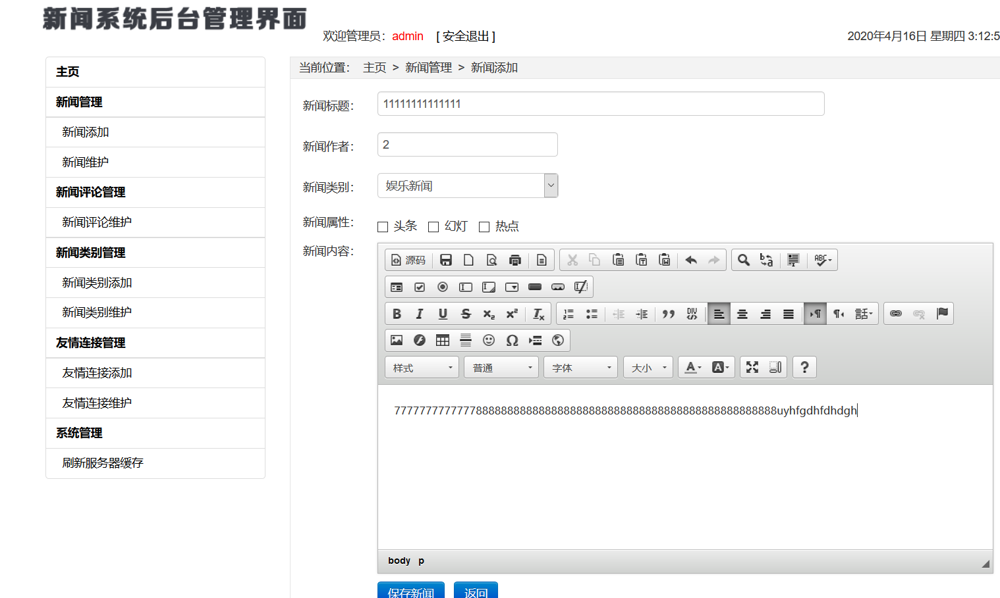 新闻系统后台管理界面
欢迎管理员： admin [ 安全退出 ]
2020年4月16日 星期四 3:12:5
主页
新闻管理
新闻添加
新闻维护
新闻评论管理
新闻评论维护
新闻类别管理
新闻类别添加
新闻类别维护
友情连接管理
友情连接添加
友情连接维护
系统管理
刷新服务器缓存
当前位置： 主页 > 新闻管理 > 新闻添加
新闻标题： 11111111111111
新闻作者： 2
新闻类别： 娱乐新闻
新闻属性： 头条 幻灯 热点
新闻内容：
源码
样式 普通 字体 大小
7777777777777888888888888888888888888888888888888888888888888uyhfgdhfdhdgh
body p
保存新闻 返回